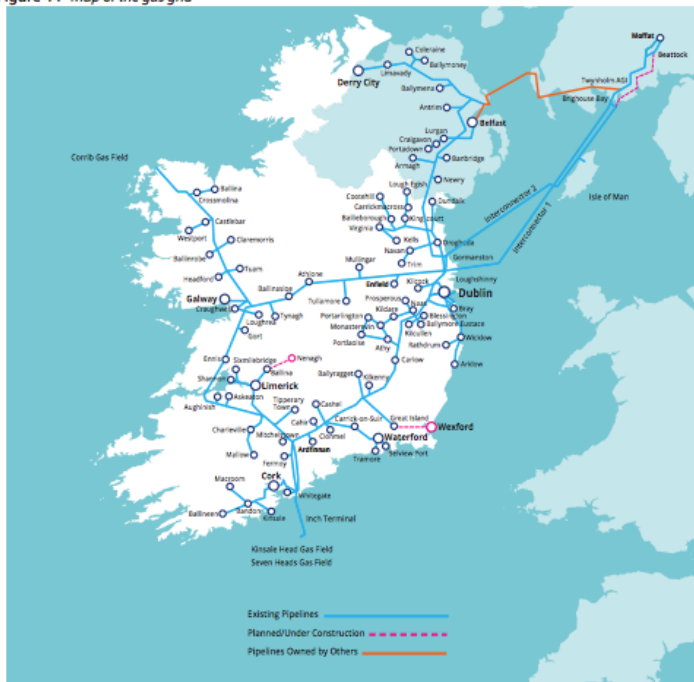 Map of the gas grid
Coleraine
Ballymoney
Limavady
Derry City
Ballymena
Antrim
Belfast
Lurgan
Craigavon
Portadown
Armagh
Banbridge
Newry
Moffat
Beattock
Twynholm AGI
Brighouse Bay
Isle of Man
Interconnector 2
Interconnector 1
Corrib Gas Field
Ballina
Crossmolina
Castlebar
Westport
Claremorris
Ballinrobe
Tuam
Headford
Galway
Craughwell
Loughrea
Tynagh
Gort
Ballinasloe
Athlone
Mullingar
Tullamore
Enfield
Lough Egish
Cootehill
Carrickmacross
Bailieborough
Kingscourt
Virginia
Dundalk
Kells
Navan
Trim
Drogheda
Gormanston
Loughshinny
Kilcock
Dublin
Prosperous
Naas
Kildare
Portarlington
Monasterevin
Portlaoise
Athy
Kilcullen
Blessington
Ballymore Eustace
Bray
Rathdrum
Wicklow
Arklow
Carlow
Ennis
Sixmilebridge
Nenagh
Shannon
Ballina
Limerick
Askeaton
Aughinish
Ballyragget
Kilkenny
Tipperary
Town
Cashel
Cahir
Carrick-on-Suir
Great Island
Wexford
Charleville
Mitchelstown
Clonmel
Ardfinnan
Waterford
Tramore
Belview Port
Mallow
Fermoy
Macroom
Cork
Whitegate
Ballineen
Bandon
Kinsale
Inch Terminal
Kinsale Head Gas Field
Seven Heads Gas Field
Existing Pipelines
Planned/Under Construction
Pipelines Owned by Others